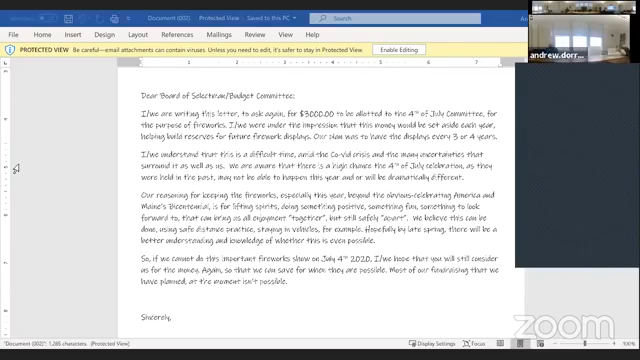 Document (002) - Protected View - Saved to this PC
An
File Home Insert Draw Design Layout References Mailings Review View Help
PROTECTED VIEW Be careful—email attachments can contain viruses. Unless you need to edit, it's safer to stay in Protected View. Enable Editing
andrew.dorr...
1 2 3 4 5 6 7
Dear Board of Selectman/Budget Committee;
I/we are writing this letter, to ask again, for $3000.00 to be allotted to the 4th of July Committee,
for the purpose of fireworks. I/we were under the impression that this money would be set aside each year,
helping build reserves for future firework displays. Our plan was to have the displays every 3 or 4 years.
I/we understand that this is a difficult time, amid the Co-vid crisis and the many uncertainties that
surround it as well as us. We are aware that there is a high chance the 4th of July celebration, as
they were held in the past, may not be able to happen this year and or will be dramatically different.
Our reasoning for keeping the fireworks, especially this year, beyond the obvious-celebrating America and
Maine's Bicentennial, is for lifting spirits, doing something positive, something fun, something to look
forward to, that can bring us all enjoyment "together", but still safely "apart". We believe this can be
done, using safe distance practice, staying in vehicles, for example. Hopefully by late spring, there will be a
better understanding and knowledge of whether this is even possible.
So, if we cannot do this important fireworks show on July 4th 2020, I/we hope that you will still consider
us for the money. Again, so that we can save for when they are possible. Most of our fundraising that we
have planned, at the moment isn't possible.
Sincerely,
Document (002) 1,285 characters (Protected View) Display Settings Focus 100%
zoom